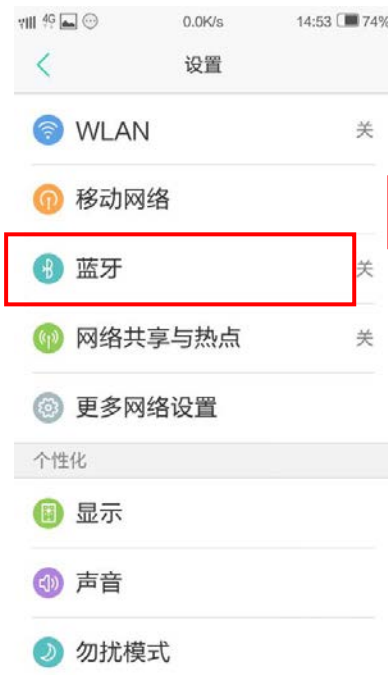 4G 0.0K/s 14:53 74%
设置
WLAN 关
移动网络
蓝牙 关
网络共享与热点 关
更多网络设置
个性化
显示
声音
勿扰模式